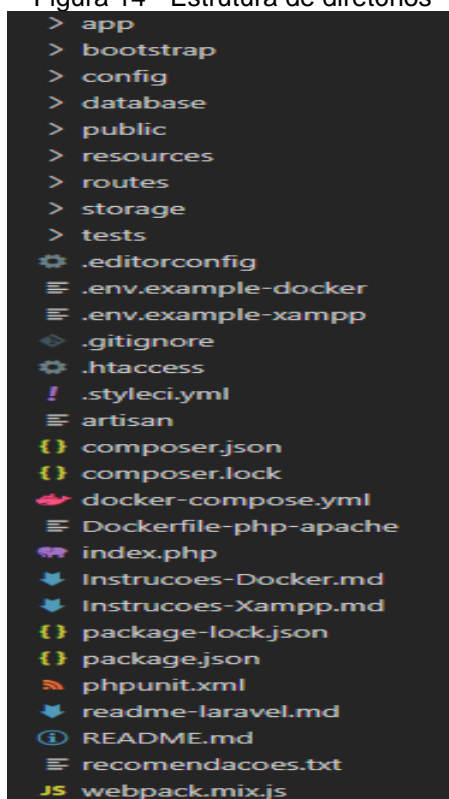 Figura 14 - Estrutura de diretórios
> app
> bootstrap
> config
> database
> public
> resources
> routes
> storage
> tests
.editorconfig
.env.example-docker
.env.example-xampp
.gitignore
.htaccess
! .styleci.yml
artisan
{} composer.json
{} composer.lock
docker-compose.yml
Dockerfile-php-apache
index.php
Instrucoes-Docker.md
Instrucoes-Xampp.md
{} package-lock.json
{} package.json
phpunit.xml
readme-laravel.md
README.md
recomendacoes.txt
JS webpack.mix.js